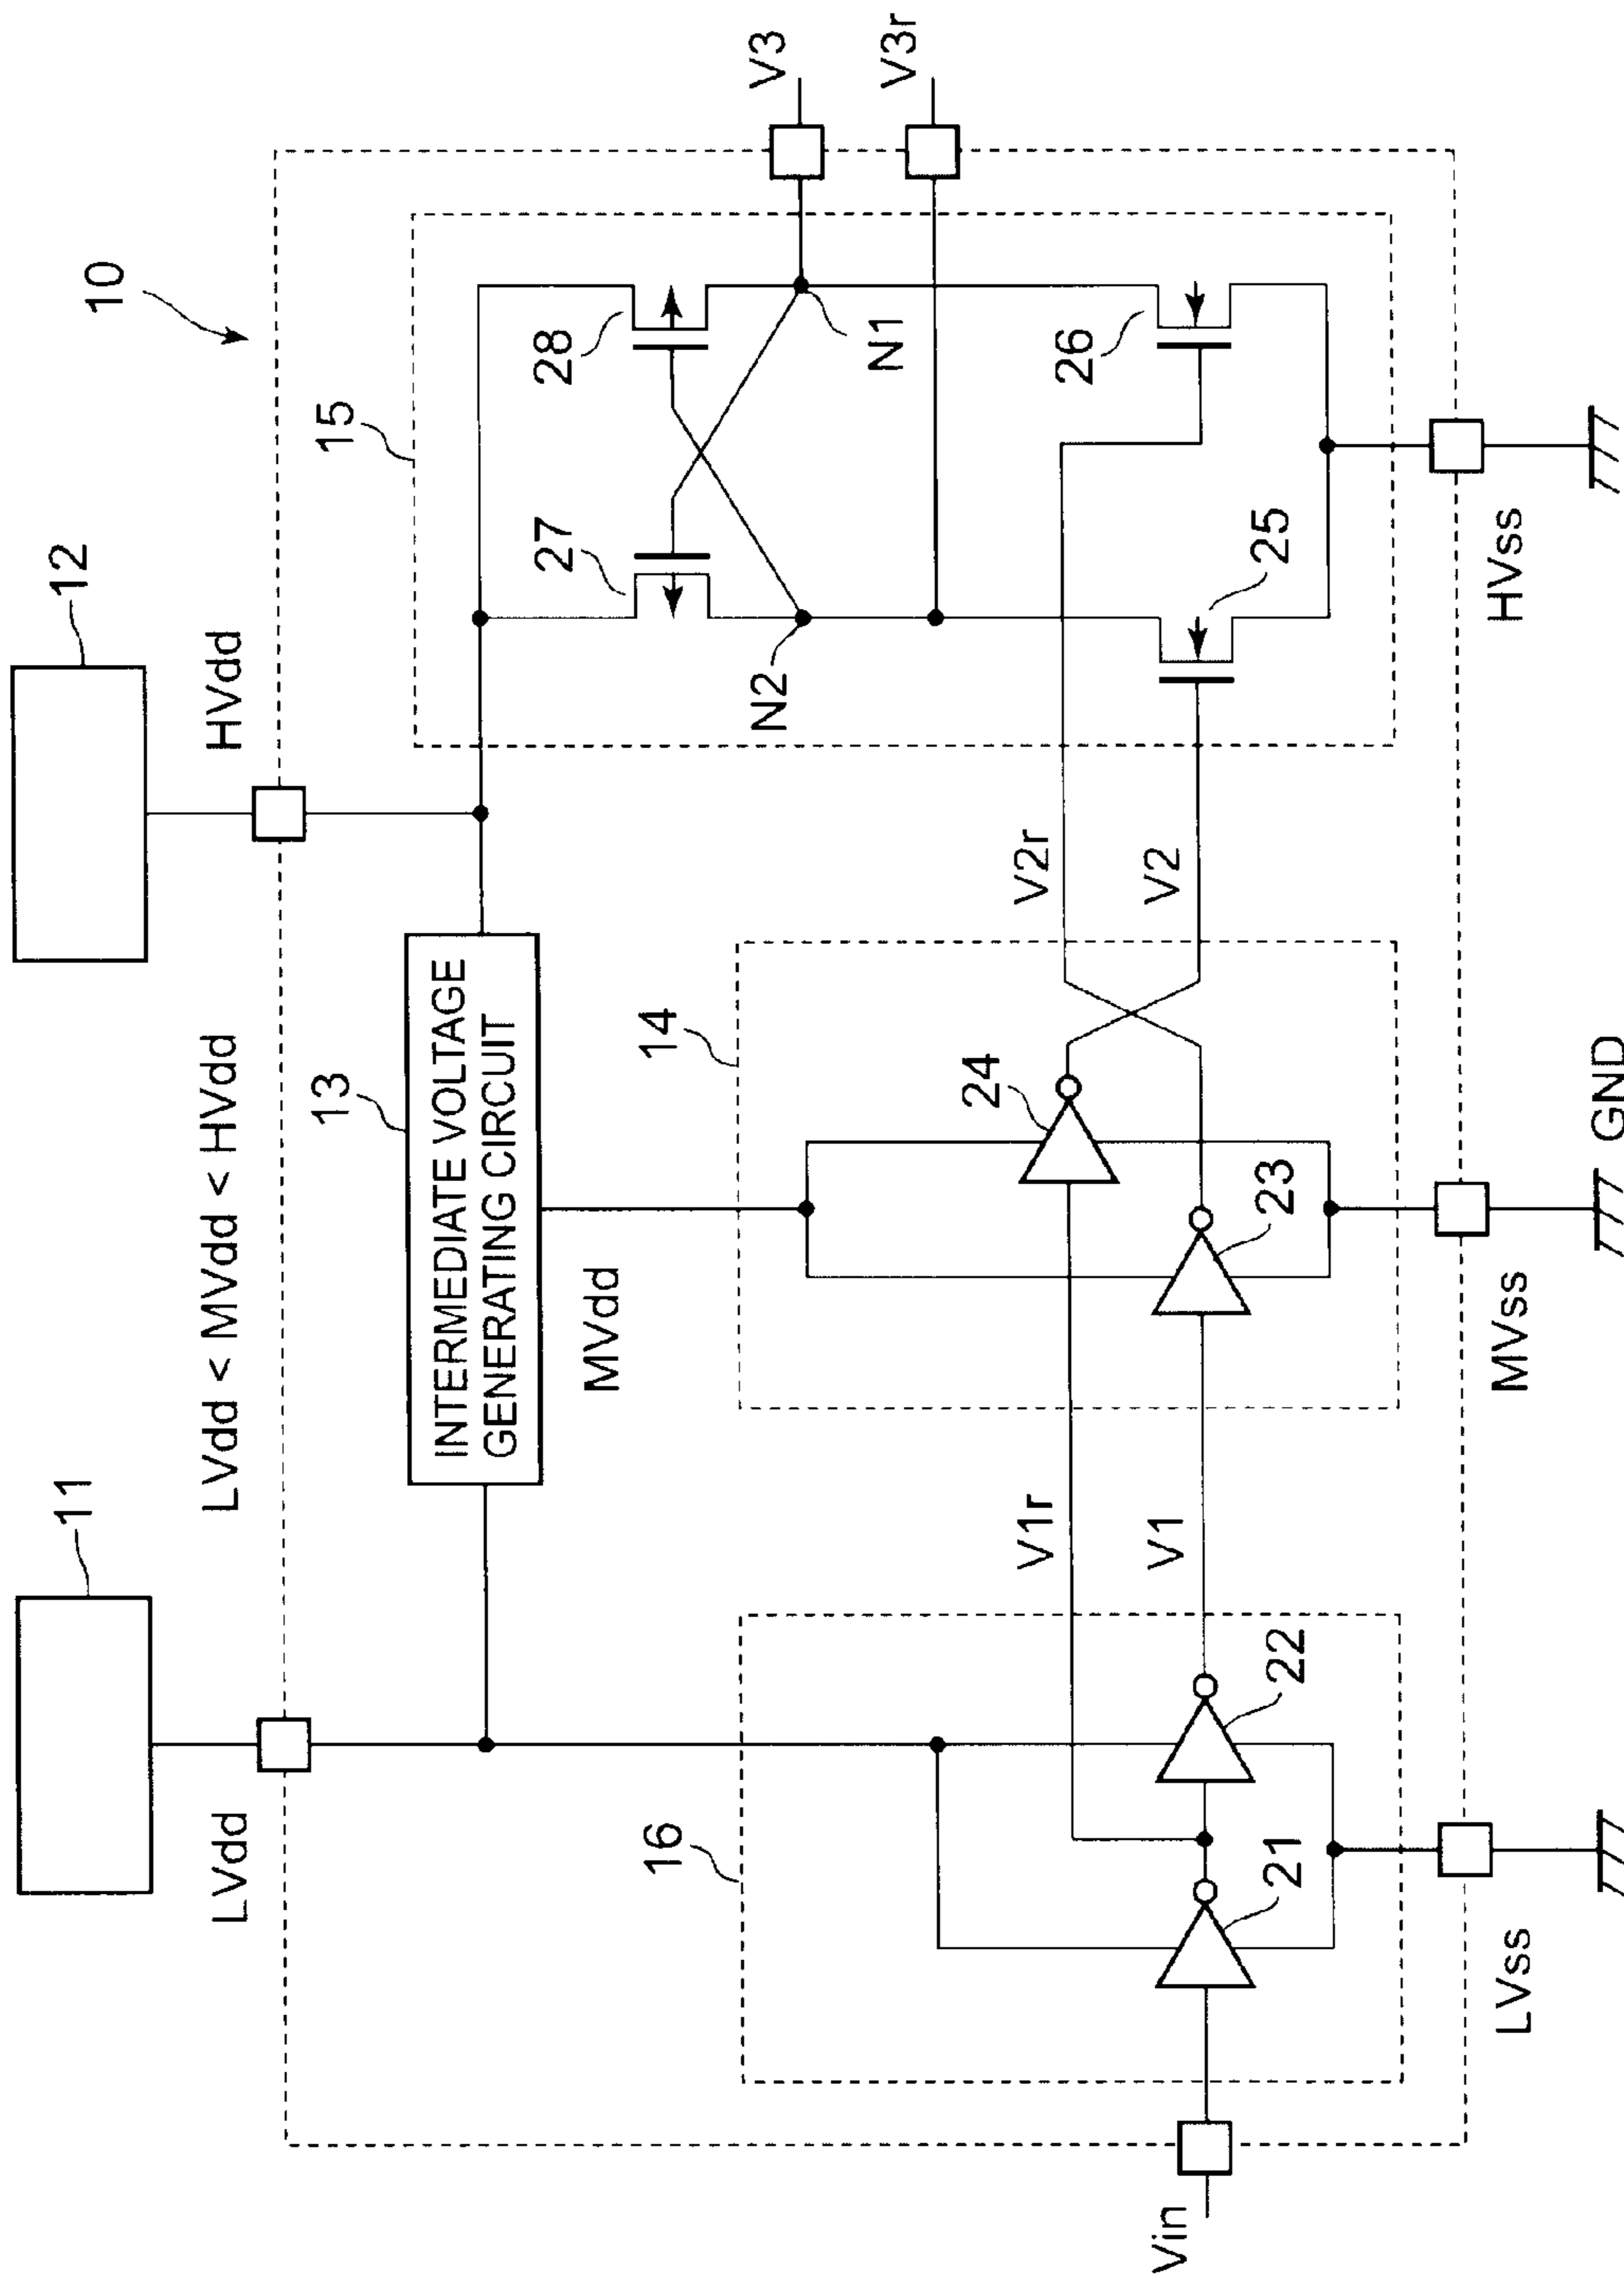 10
11
12
LVdd
LVdd < MVdd < HVdd
HVdd
13
INTERMEDIATE VOLTAGE
GENERATING CIRCUIT
MVdd
15
27
28
N2
N1
V3
V3r
16
14
V1r
24
V2r
Vin
21
22
V1
23
V2
25
26
LVss
MVss
HVss
GND